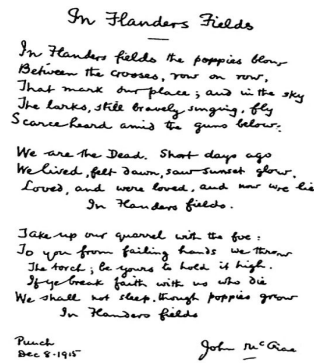 In Flanders Fields
In Flanders fields the poppies blow
Between the crosses, row on row,
That mark our place; and in the sky
The larks, still bravely singing, fly
Scarce heard amid the guns below.
We are the Dead. Short days ago
We lived, felt dawn, saw sunset glow,
Loved, and were loved, and now we lie
In Flanders fields.
Take up our quarrel with the foe:
To you from failing hands we throw
The torch; be yours to hold it high.
If ye break faith with us who die
We shall not sleep, though poppies grow
In Flanders fields
Punch
Dec 8·1915
John McCrae